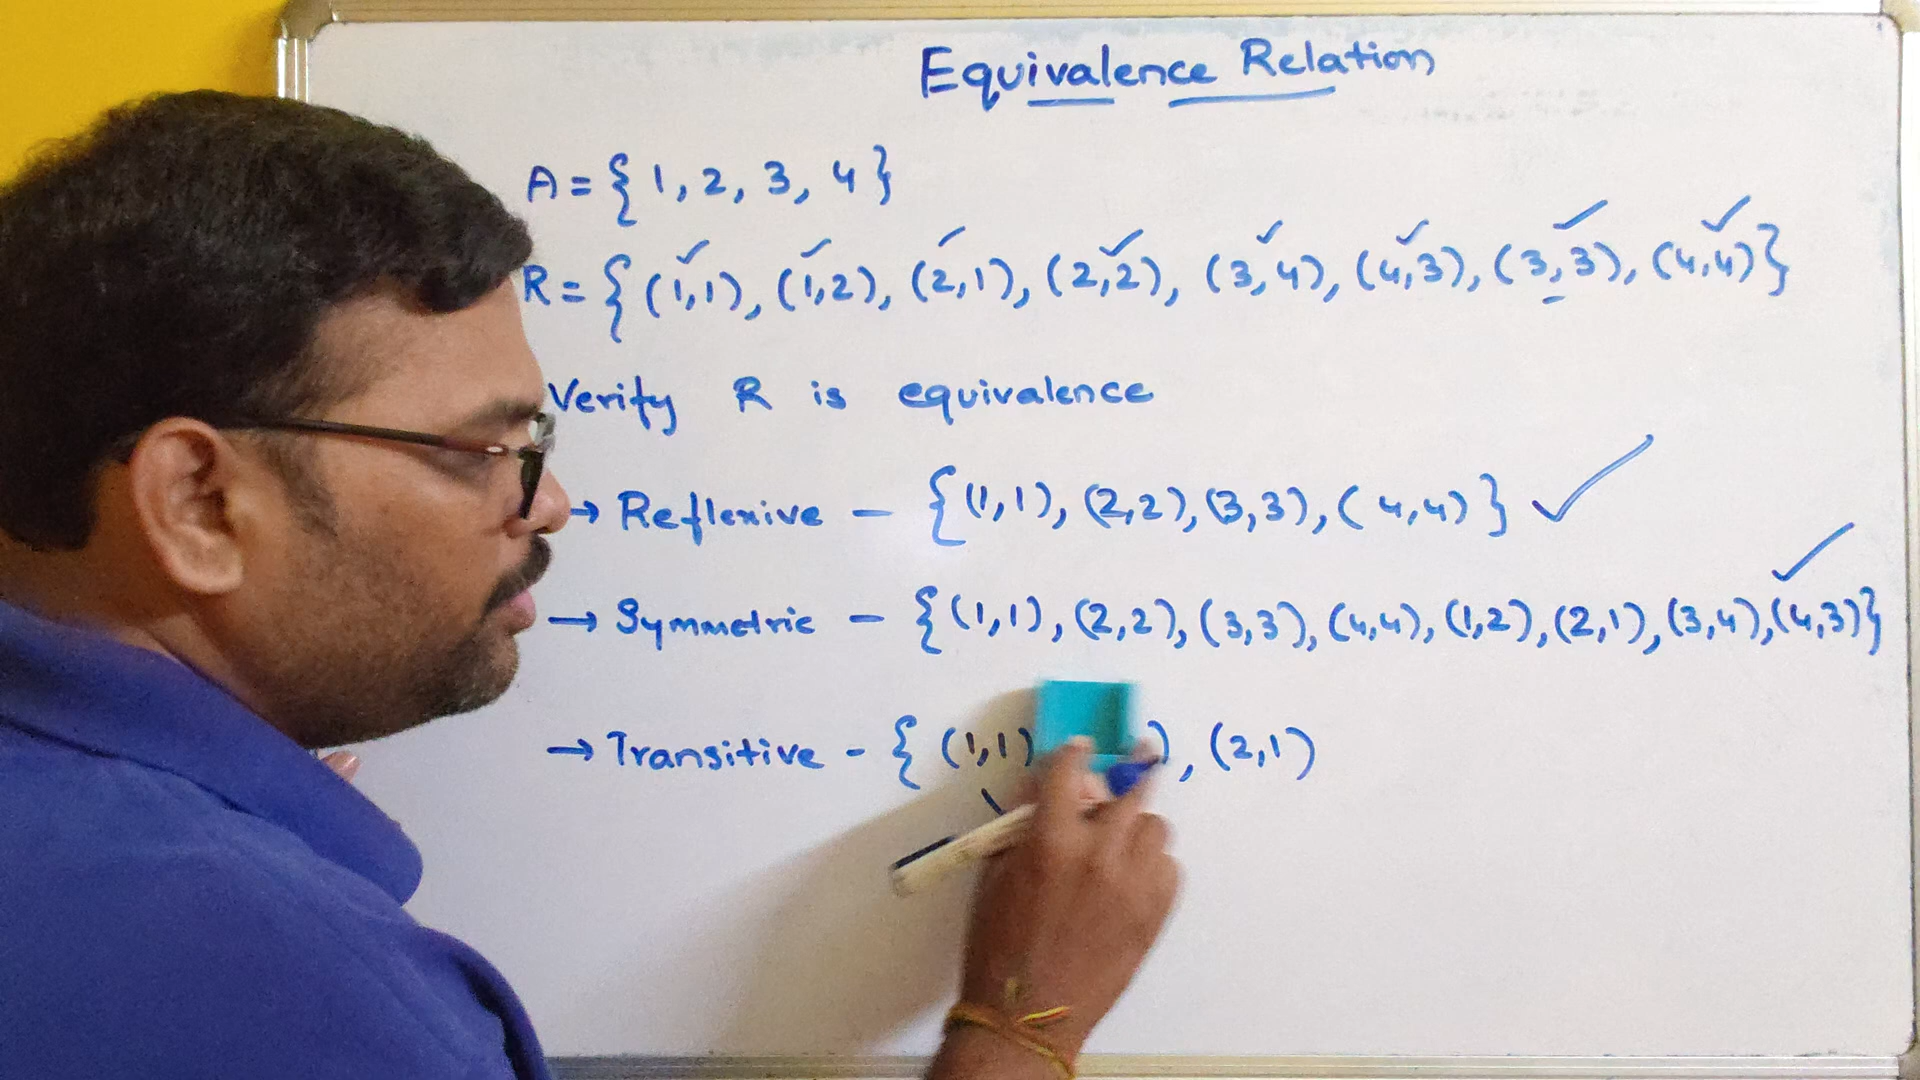 Equivalence Relation
A = { 1, 2, 3, 4 }
R = { (1,1), (1,2), (2,1), (2,2), (3,4), (4,3), (3,3), (4,4) }
Verify R is equivalence
→ Reflexive - { (1,1), (2,2), (3,3), (4,4) } ✓
→ Symmetric - { (1,1), (2,2), (3,3), (4,4), (1,2), (2,1), (3,4), (4,3) } ✓
→ Transitive - { (1,1) ), (2,1)